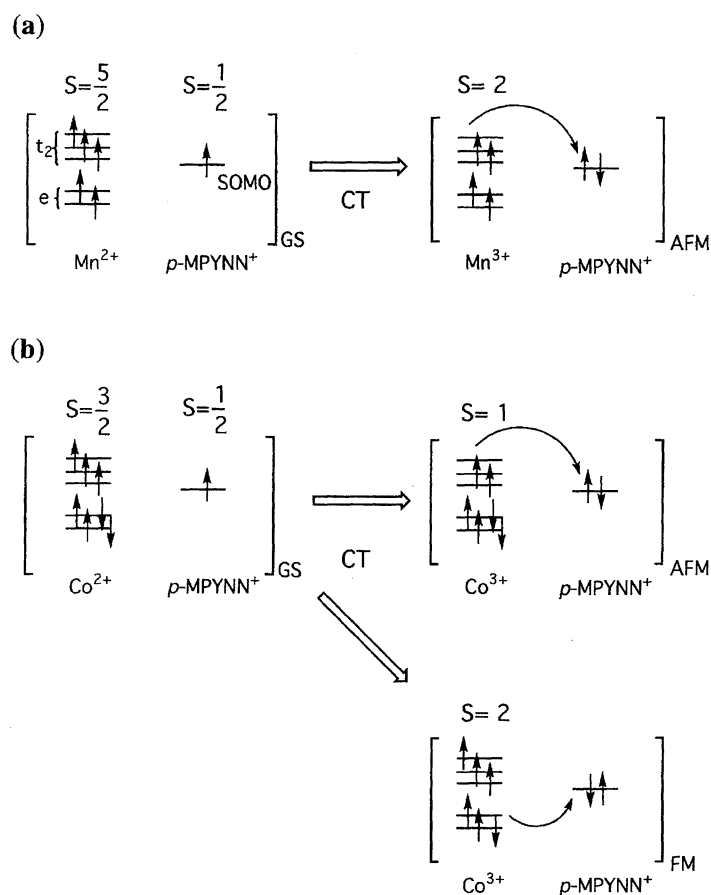 (a)
S=5/2 S=1/2 S= 2
t2{
e{
SOMO
CT
GS
AFM
Mn2+ p-MPYNN+ Mn3+ p-MPYNN+
(b)
S=3/2 S=1/2 S= 1
CT
GS
AFM
Co2+ p-MPYNN+ Co3+ p-MPYNN+
S= 2
FM
Co3+ p-MPYNN+